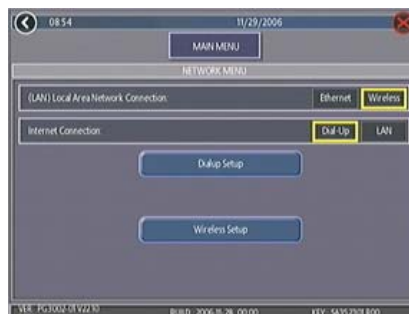 08:54 11/29/2006
MAIN MENU
NETWORK MENU
(LAN) Local Area Network Connection: Ethernet Wireless
Internet Connection: Dial-Up LAN
Dialup Setup
Wireless Setup
BUILD 2006-11-28 00:00